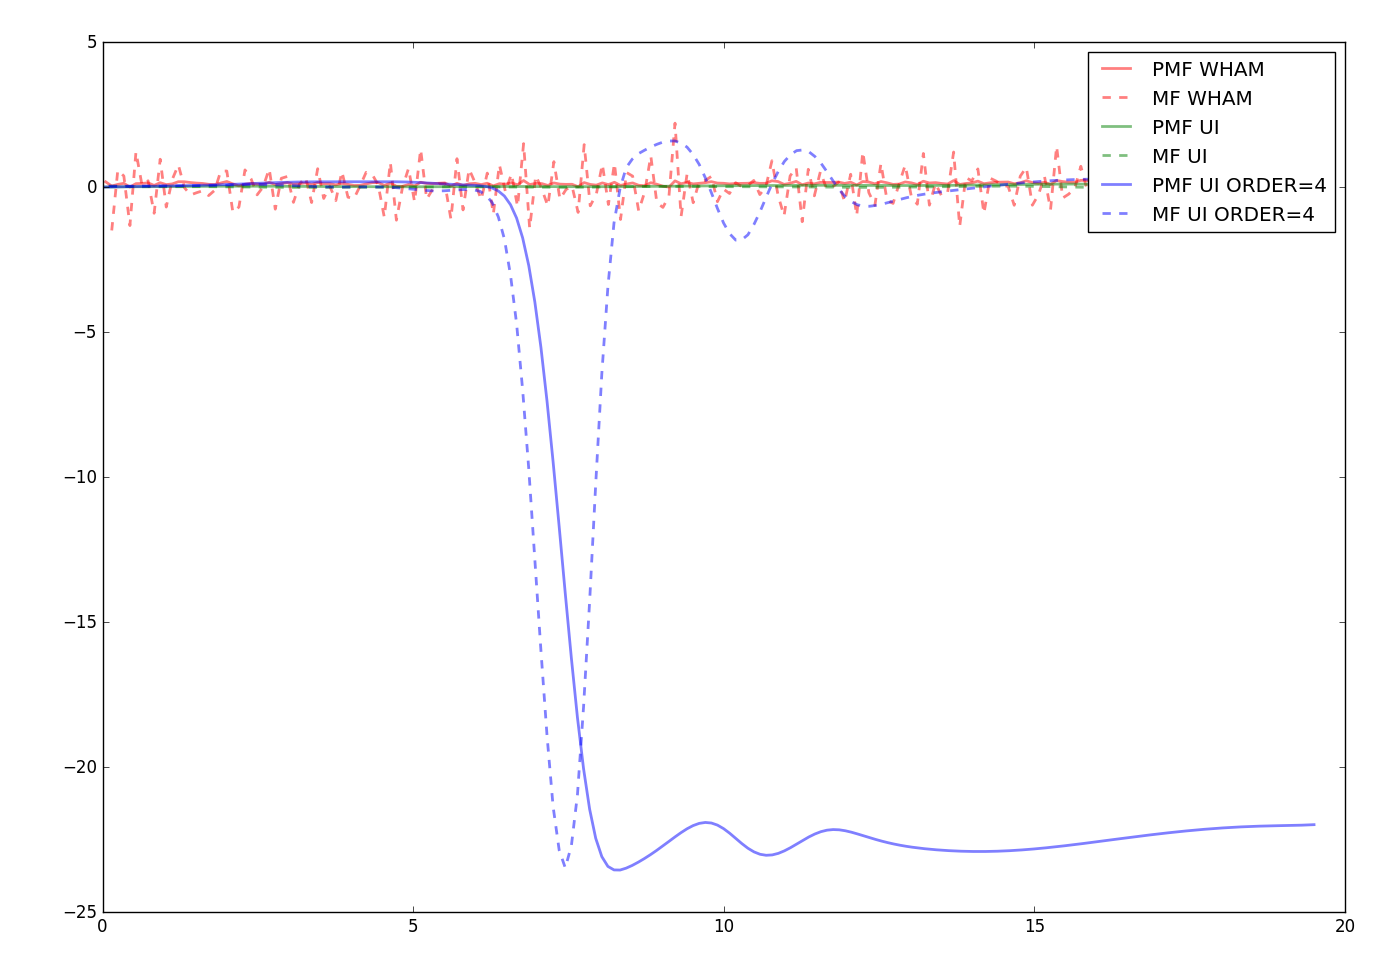 5
0
−5
−10
−15
−20
−25
0 5 10 15 20
PMF WHAM
MF WHAM
PMF UI
MF UI
PMF UI ORDER=4
MF UI ORDER=4